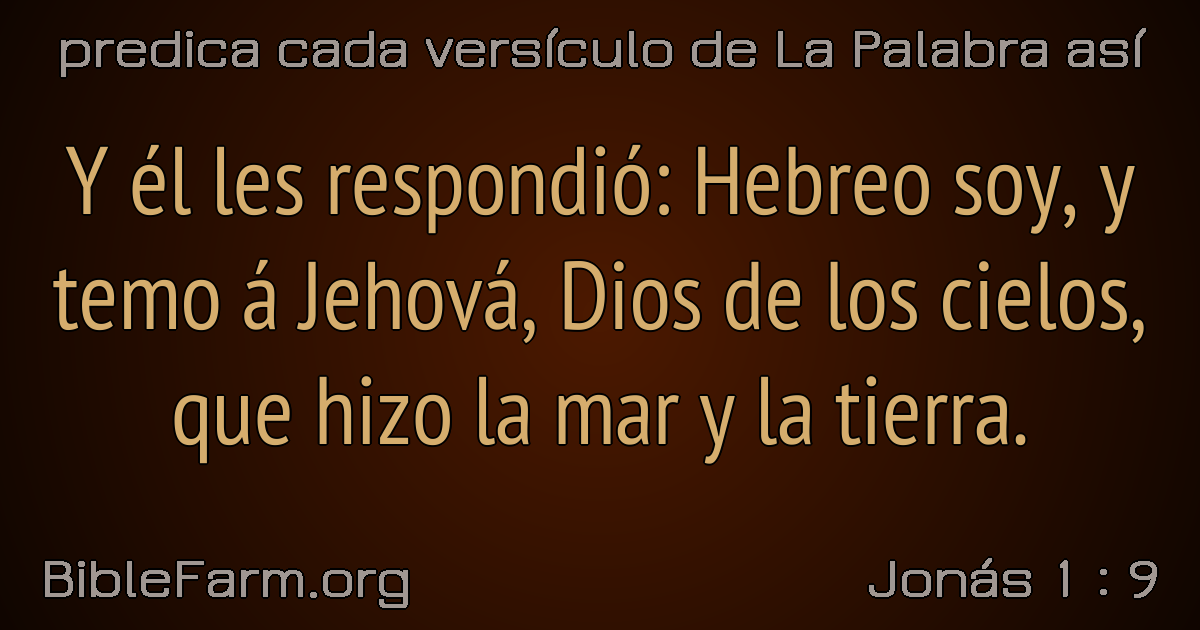 predica cada versículo de La Palabra así
Y él les respondió: Hebreo soy, y
temo á Jehová, Dios de los cielos,
que hizo la mar y la tierra.
BibleFarm.org
Jonás 1 : 9